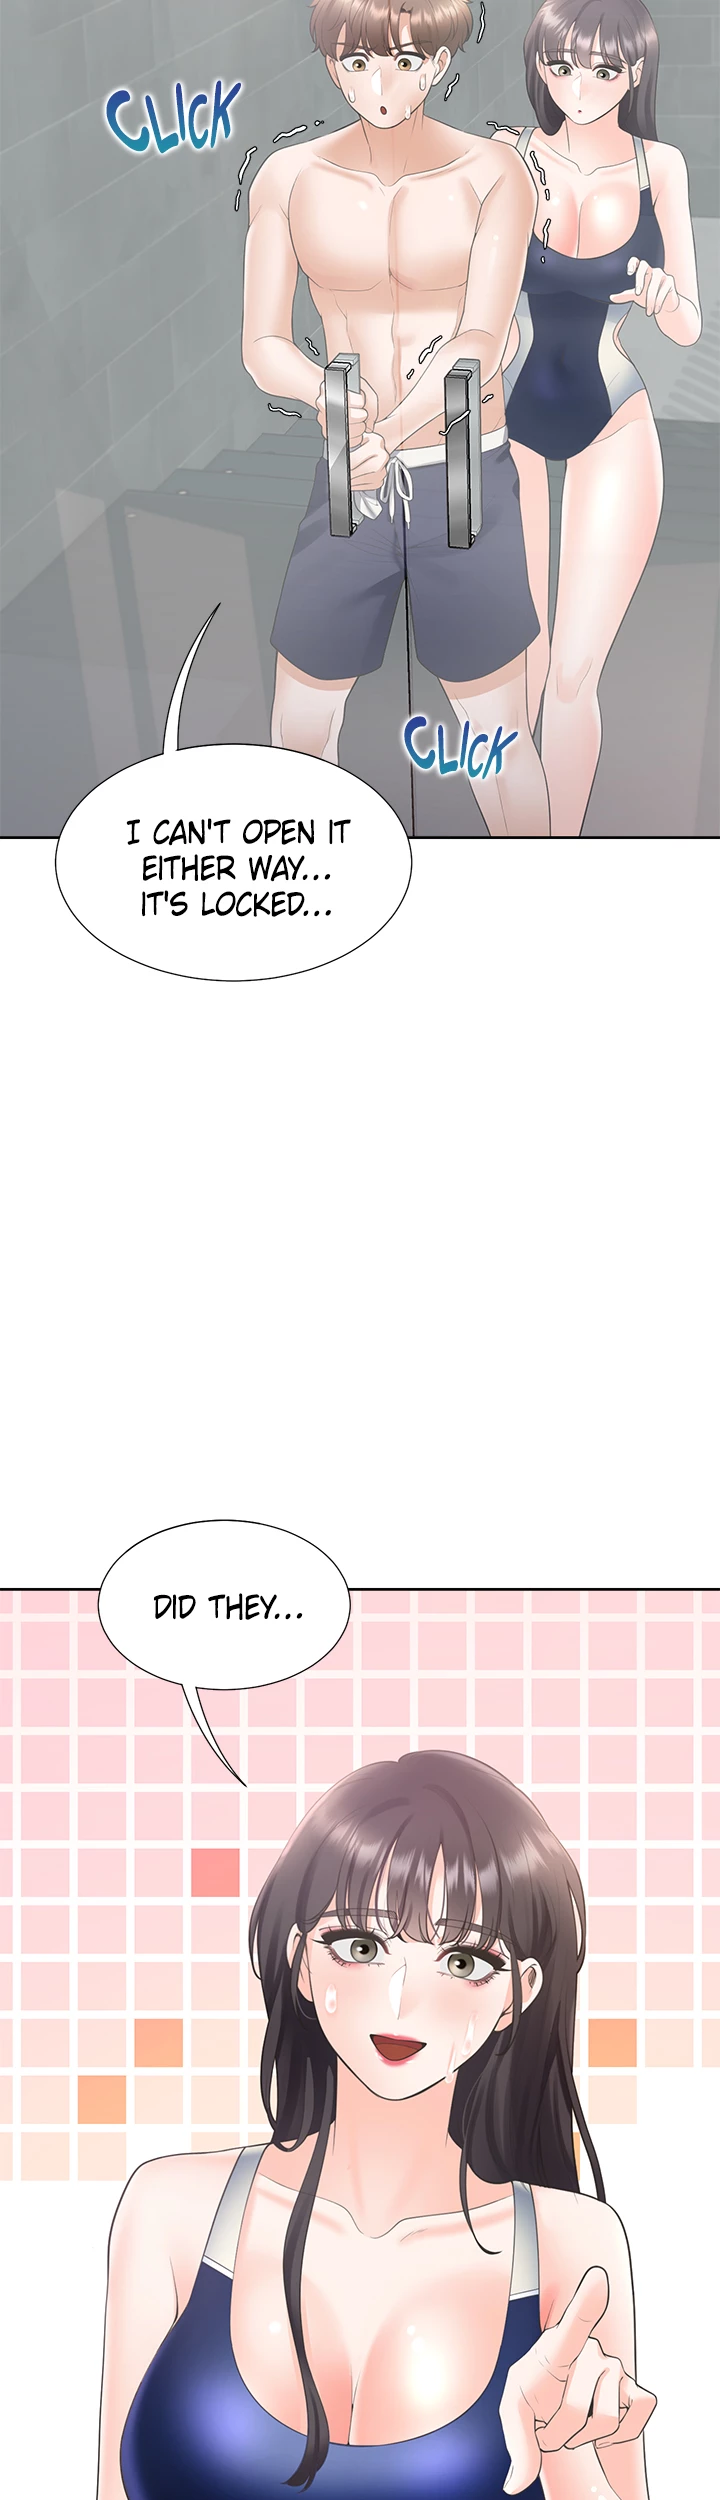 CLICK
CLICK
I CAN'T OPEN IT
EITHER WAY...
IT'S LOCKED...
DID THEY...